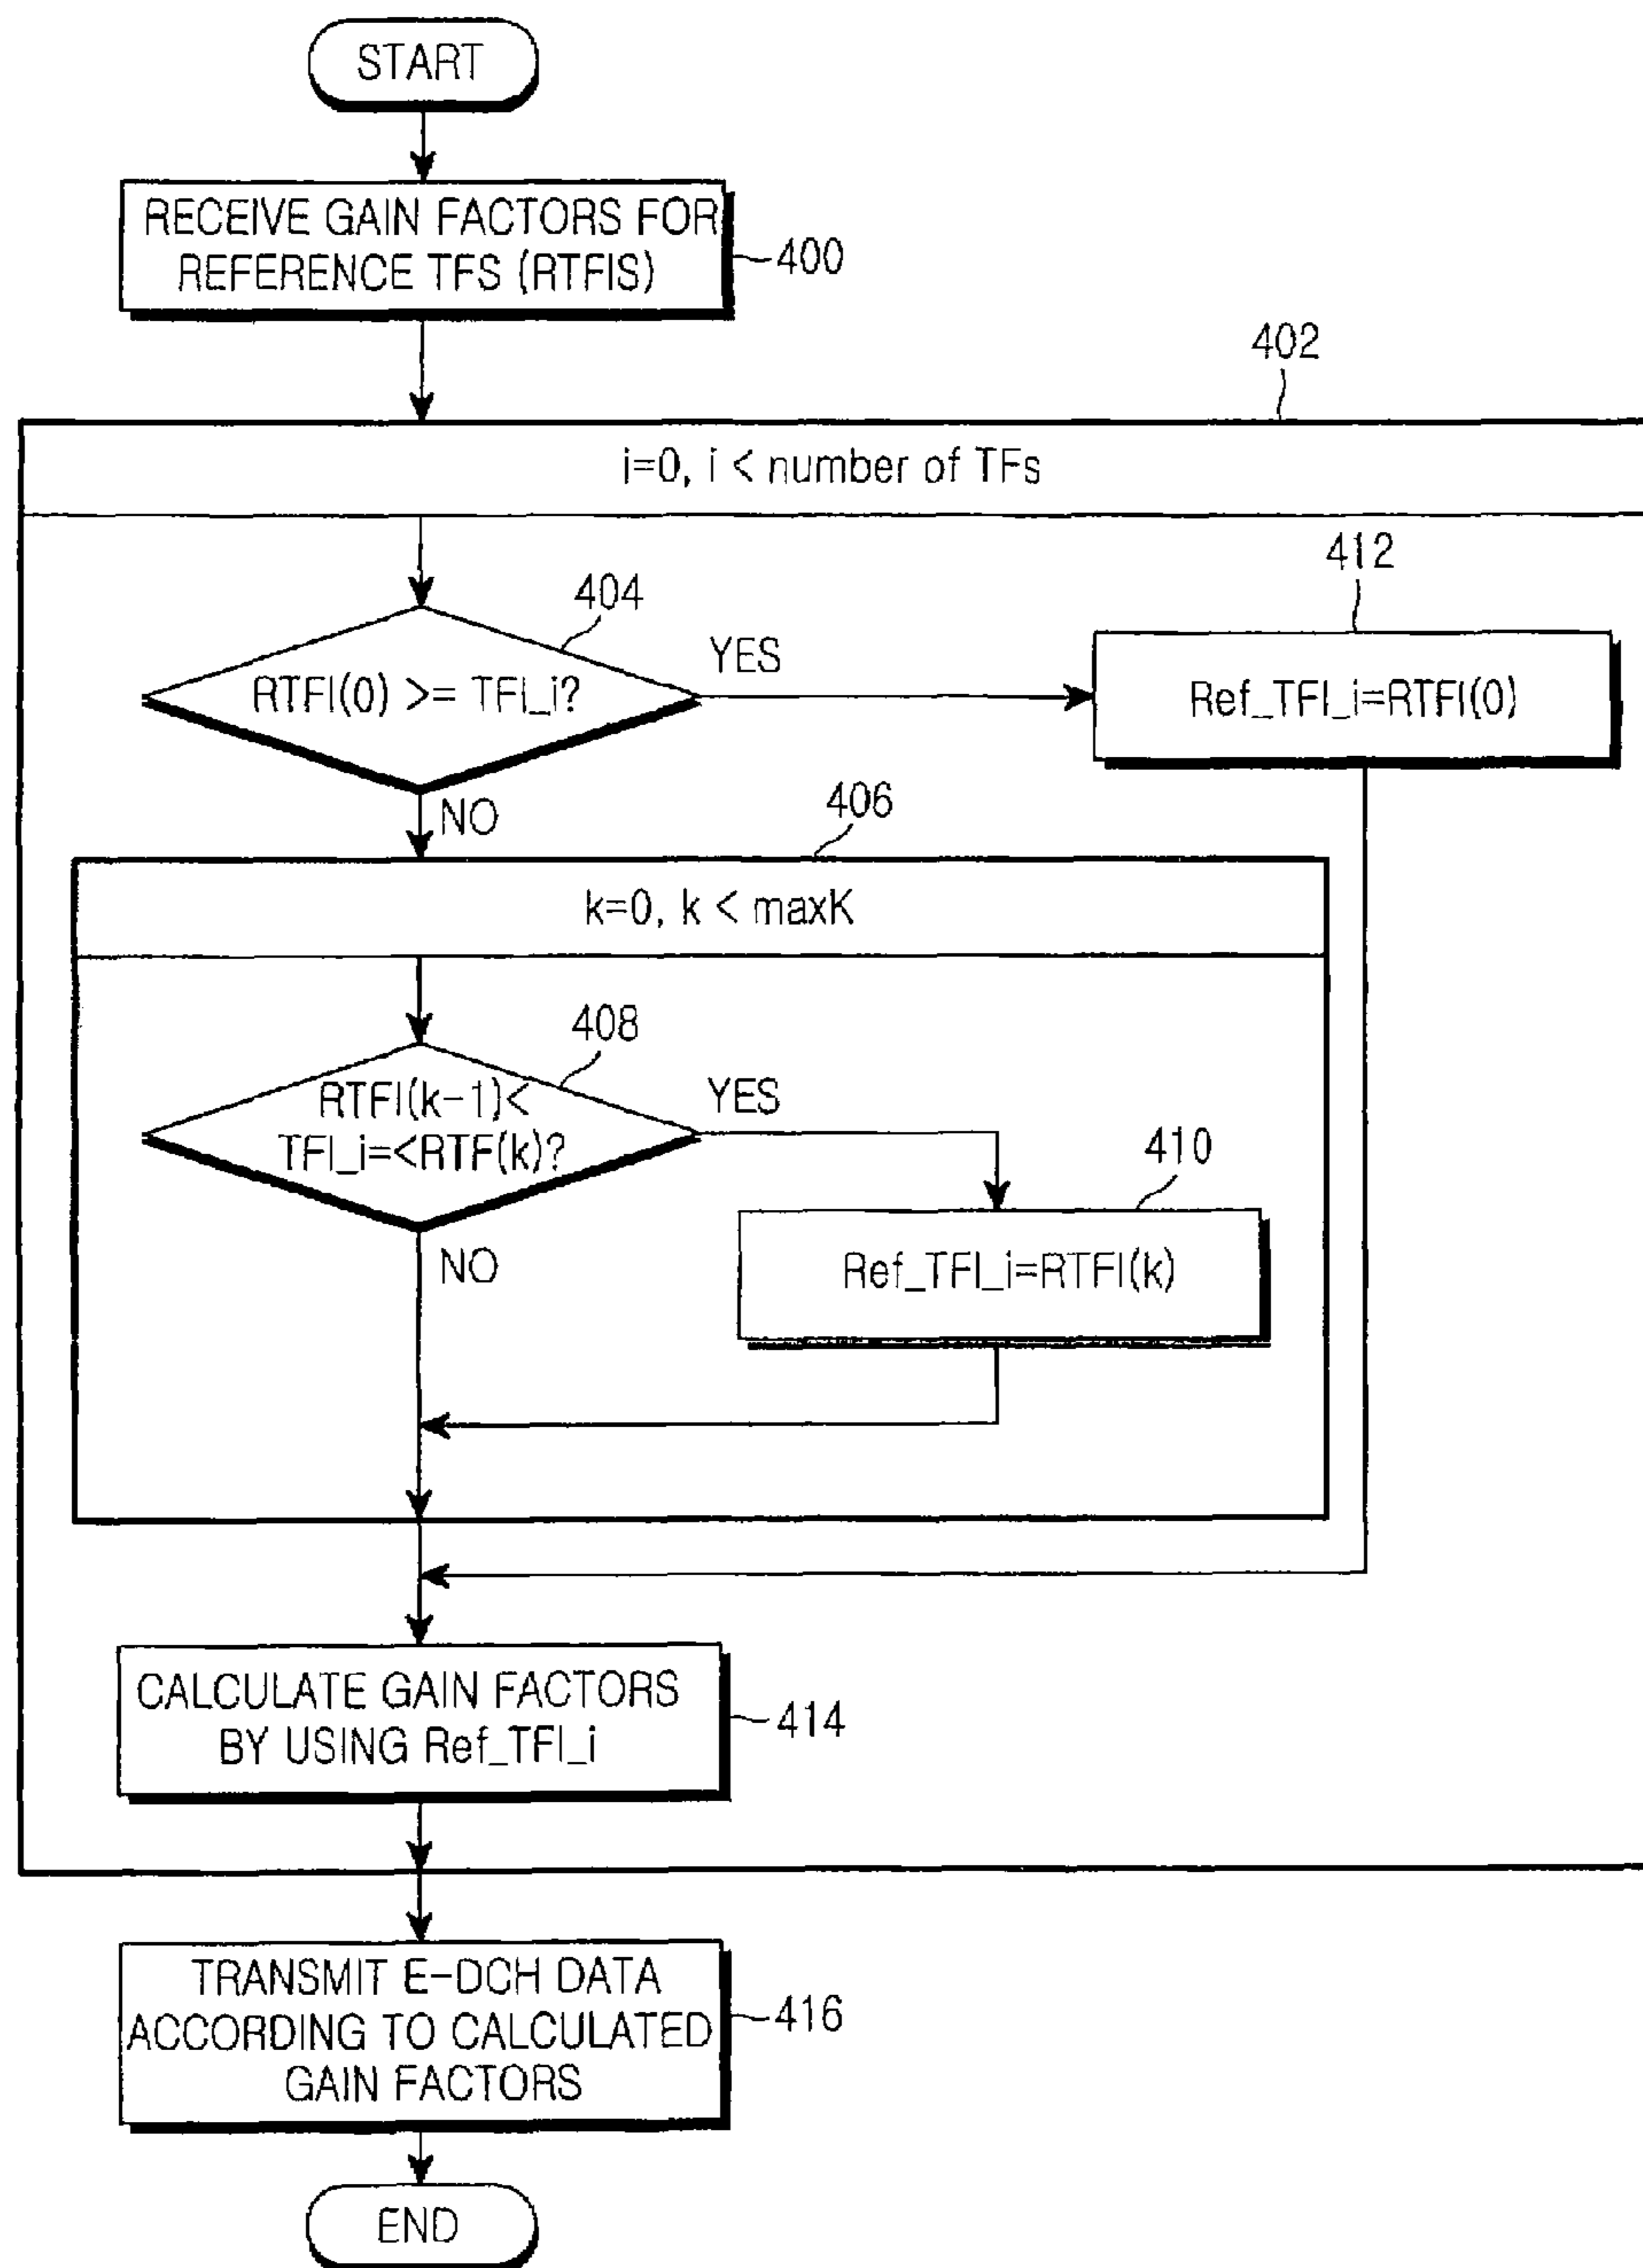 START
RECEIVE GAIN FACTORS FOR
REFERENCE TFS (RTFIS)
400
402
i=0, i < number of TFs
412
404
YES
RTFI(0) >= TFI_i?
Ref_TFI_i=RTFI(0)
NO
406
k=0, k < maxK
408
RTFI(k-1)<
TFI_i=<RTF(k)?
YES
410
NO
Ref_TFI_i=RTFI(k)
CALCULATE GAIN FACTORS
BY USING Ref_TFI_i
414
TRANSMIT E-DCH DATA
ACCORDING TO CALCULATED
GAIN FACTORS
416
END